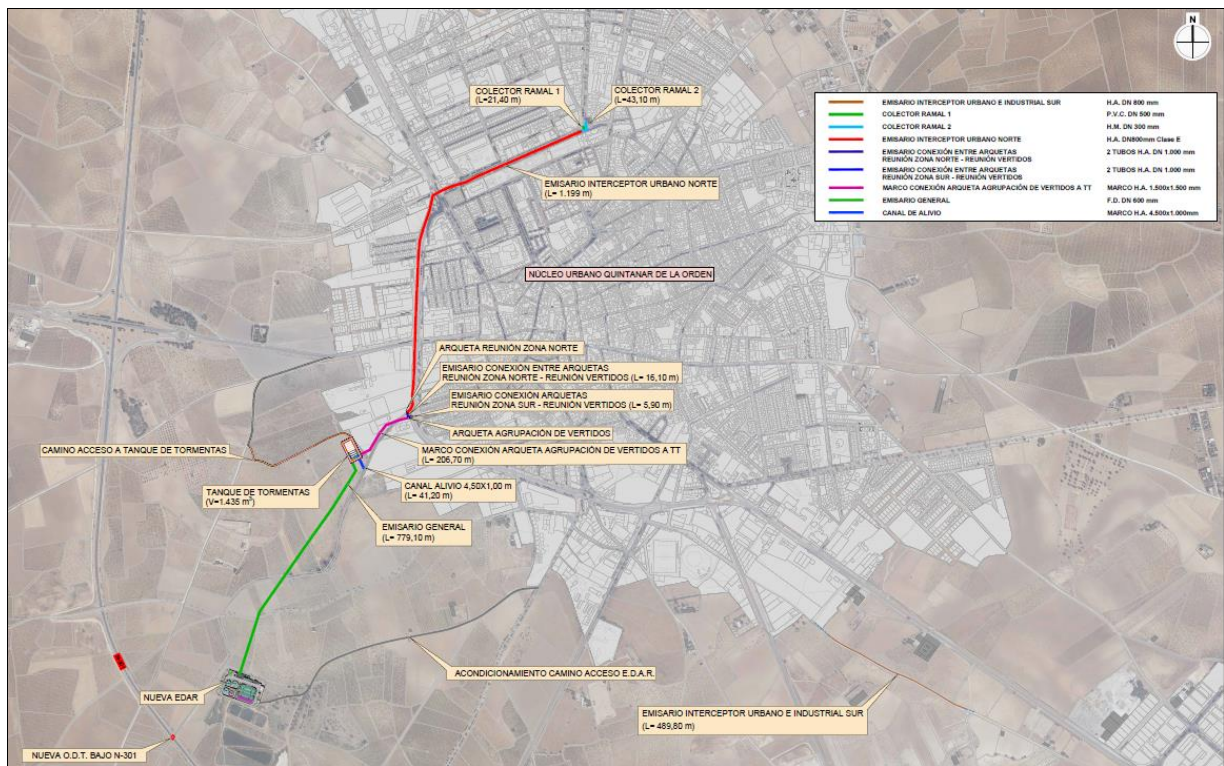 N
COLECTOR RAMAL 1
(L=21,40 m)
COLECTOR RAMAL 2
(L=43,10 m)
EMISARIO INTERCEPTOR URBANO E INDUSTRIAL SUR H.A. DN 800 mm
COLECTOR RAMAL 1 P.V.C. DN 500 mm
COLECTOR RAMAL 2 H.M. DN 300 mm
EMISARIO INTERCEPTOR URBANO NORTE H.A. DN800mm Clase E
EMISARIO CONEXIÓN ENTRE ARQUETAS
REUNIÓN ZONA NORTE - REUNIÓN VERTIDOS 2 TUBOS H.A. DN 1.000 mm
EMISARIO CONEXIÓN ENTRE ARQUETAS
REUNIÓN ZONA SUR - REUNIÓN VERTIDOS 2 TUBOS H.A. DN 1.000 mm
MARCO CONEXIÓN ARQUETA AGRUPACIÓN DE VERTIDOS A TT MARCO H.A. 1.500x1.500 mm
EMISARIO GENERAL F.D. DN 600 mm
CANAL DE ALIVIO MARCO H.A. 4.500x1.000mm
EMISARIO INTERCEPTOR URBANO NORTE
(L= 1.199 m)
NÚCLEO URBANO QUINTANAR DE LA ORDEN
ARQUETA REUNIÓN ZONA NORTE
EMISARIO CONEXIÓN ENTRE ARQUETAS
REUNIÓN ZONA NORTE - REUNIÓN VERTIDOS (L= 15,10 m)
EMISARIO CONEXIÓN ARQUETAS
REUNIÓN ZONA SUR - REUNIÓN VERTIDOS (L= 5,90 m)
ARQUETA AGRUPACIÓN DE VERTIDOS
CAMINO ACCESO A TANQUE DE TORMENTAS
MARCO CONEXIÓN ARQUETA AGRUPACIÓN DE VERTIDOS A TT
(L= 206,70 m)
CANAL ALIVIO 4,50X1,00 m
(L= 41,20 m)
TANQUE DE TORMENTAS
(V=1.435 m³)
EMISARIO GENERAL
(L= 779,10 m)
ACONDICIONAMIENTO CAMINO ACCESO E.D.A.R.
NUEVA EDAR
EMISARIO INTERCEPTOR URBANO E INDUSTRIAL SUR
(L= 489,80 m)
NUEVA O.D.T. BAJO N-301